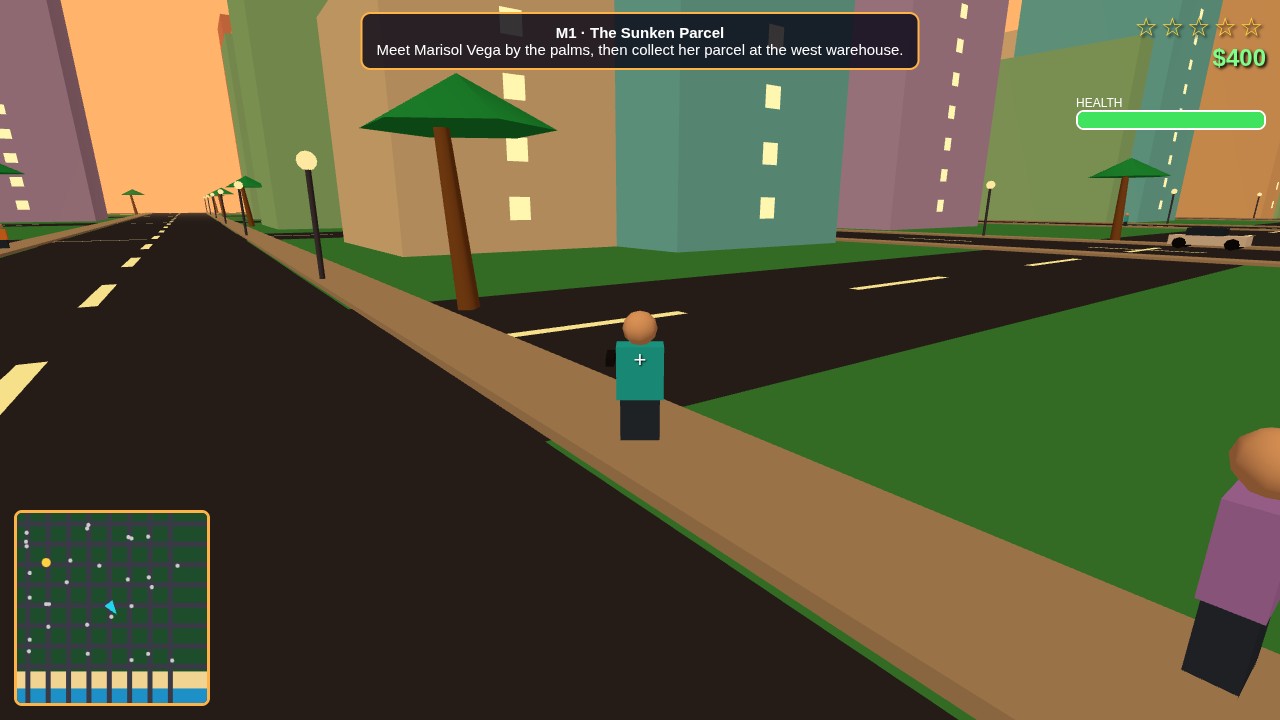 M1 · The Sunken Parcel
Meet Marisol Vega by the palms, then collect her parcel at the west warehouse.
$400
HEALTH